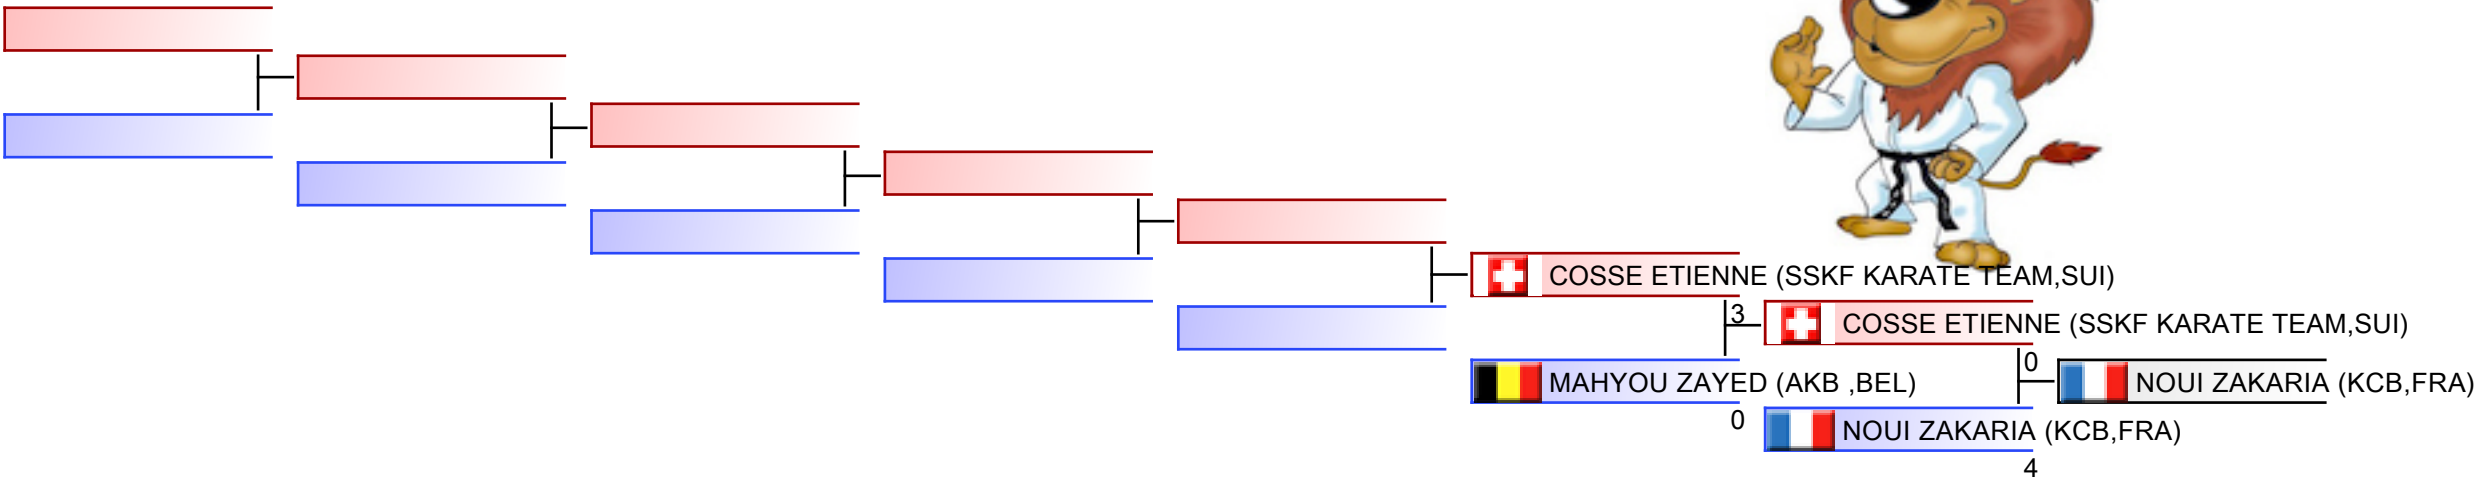 COSSE ETIENNE (SSKF KARATE TEAM,SUI)
3
COSSE ETIENNE (SSKF KARATE TEAM,SUI)
0
MAHYOU ZAYED (AKB ,BEL)
NOUI ZAKARIA (KCB,FRA)
0
NOUI ZAKARIA (KCB,FRA)
4